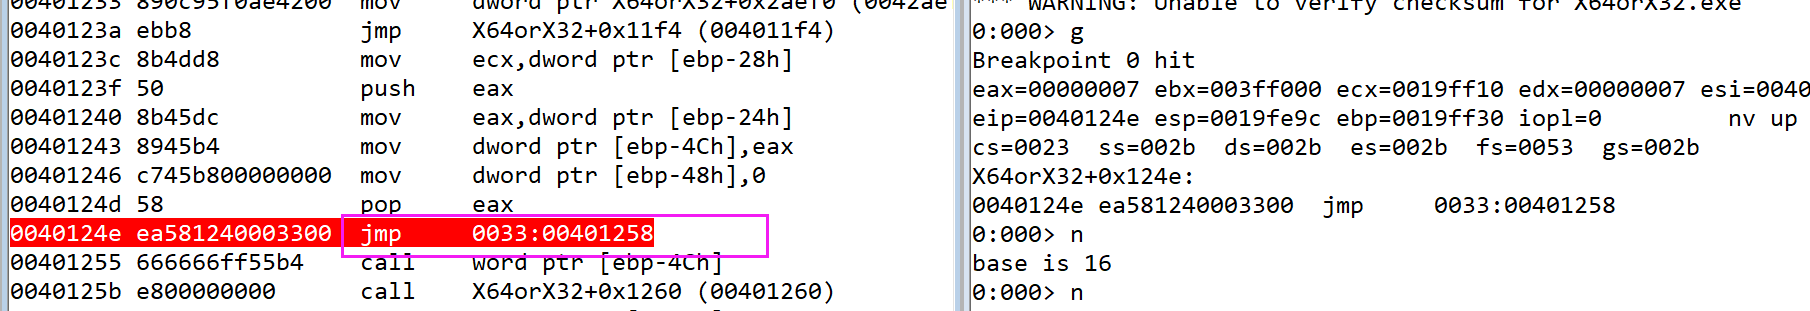 00401233 890c95f0ae4200 mov dword ptr X64orX32+0x2aef0 (0042ae
0040123a ebb8 jmp X64orX32+0x11f4 (004011f4)
0040123c 8b4dd8 mov ecx,dword ptr [ebp-28h]
0040123f 50 push eax
00401240 8b45dc mov eax,dword ptr [ebp-24h]
00401243 8945b4 mov dword ptr [ebp-4Ch],eax
00401246 c745b800000000 mov dword ptr [ebp-48h],0
0040124d 58 pop eax
0040124e ea581240003300 jmp 0033:00401258
00401255 666666ff55b4 call word ptr [ebp-4Ch]
0040125b e800000000 call X64orX32+0x1260 (00401260)
*** WARNING: Unable to verify checksum for X64orX32.exe
0:000> g
Breakpoint 0 hit
eax=00000007 ebx=003ff000 ecx=0019ff10 edx=00000007 esi=0040
eip=0040124e esp=0019fe9c ebp=0019ff30 iopl=0 nv up
cs=0023 ss=002b ds=002b es=002b fs=0053 gs=002b
X64orX32+0x124e:
0040124e ea581240003300 jmp 0033:00401258
0:000> n
base is 16
0:000> n